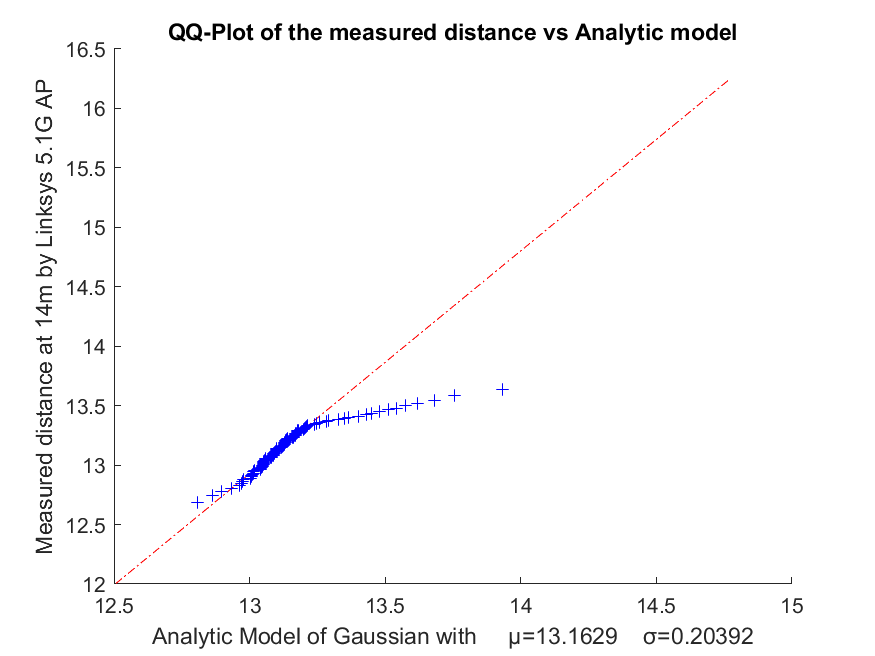 QQ-Plot of the measured distance vs Analytic model
16.5
16
15.5
15
14.5
14
13.5
13
12.5
12
Measured distance at 14m by Linksys 5.1G AP
12.5 13 13.5 14 14.5 15
Analytic Model of Gaussian with μ=13.1629 σ=0.20392